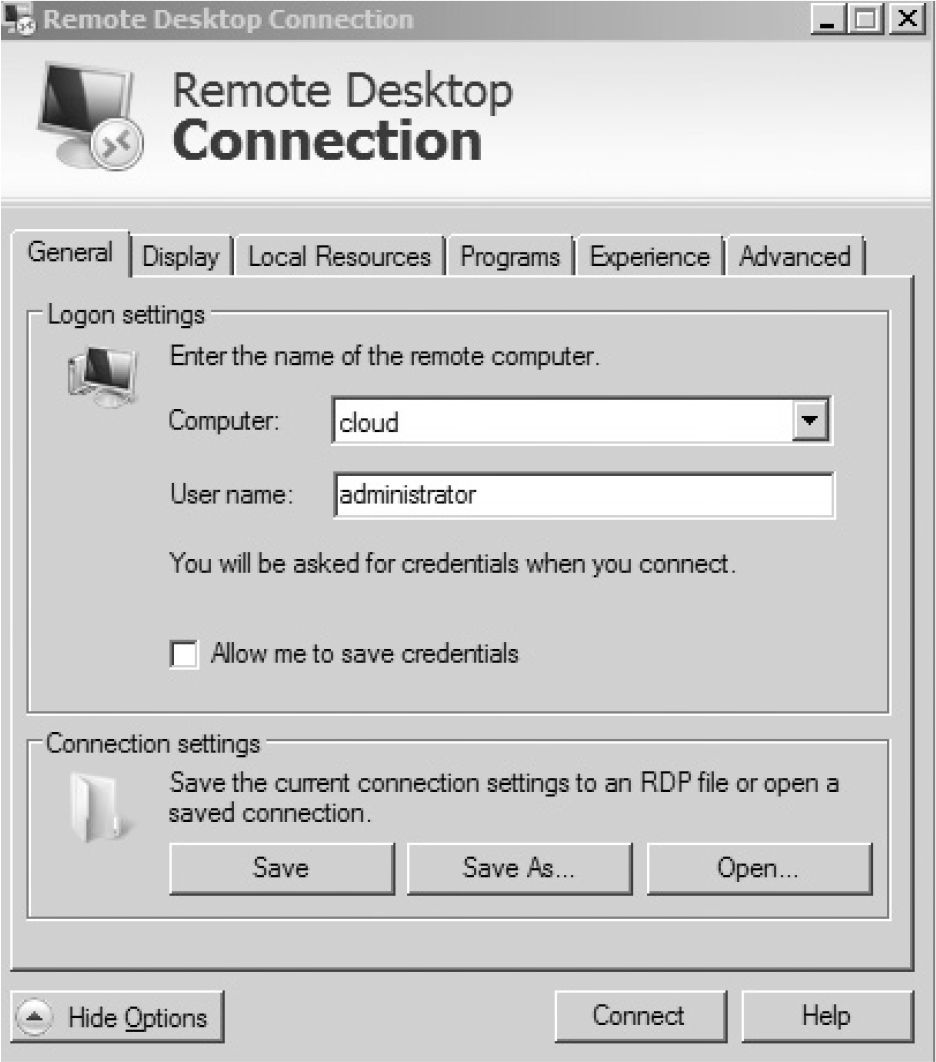 Remote Desktop Connection
Remote Desktop
Connection
General Display Local Resources Programs Experience Advanced
Logon settings
Enter the name of the remote computer.
Computer: cloud
User name: administrator
You will be asked for credentials when you connect.
Allow me to save credentials
Connection settings
Save the current connection settings to an RDP file or open a
saved connection.
Save Save As... Open...
Hide Options Connect Help